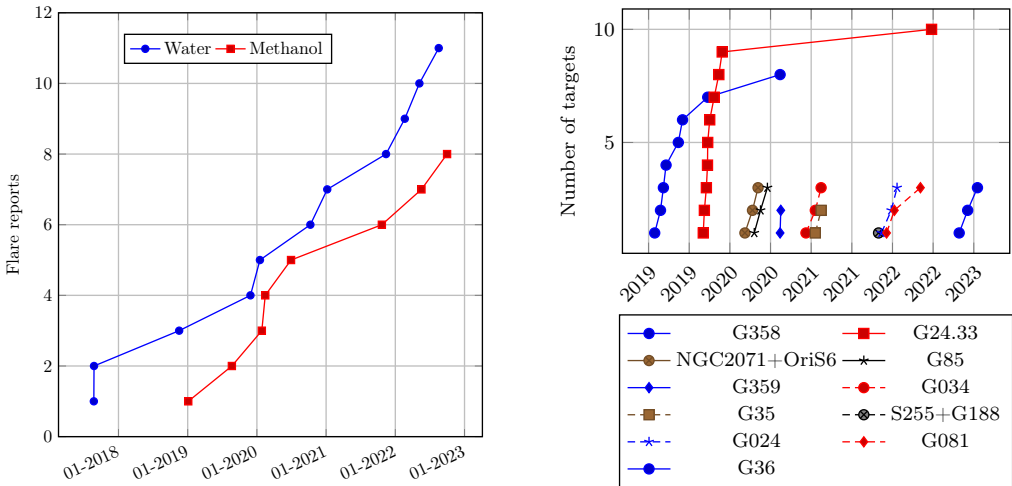 Water Methanol
Flare reports
12
10
8
6
4
2
0
01-2018 01-2019 01-2020 01-2021 01-2022 01-2023
Number of targets
10
5
2019 2019 2020 2020 2021 2021 2022 2022 2023
G358 G24.33
NGC2071+OriS6 G85
G359 G034
G35 S255+G188
G024 G081
G36